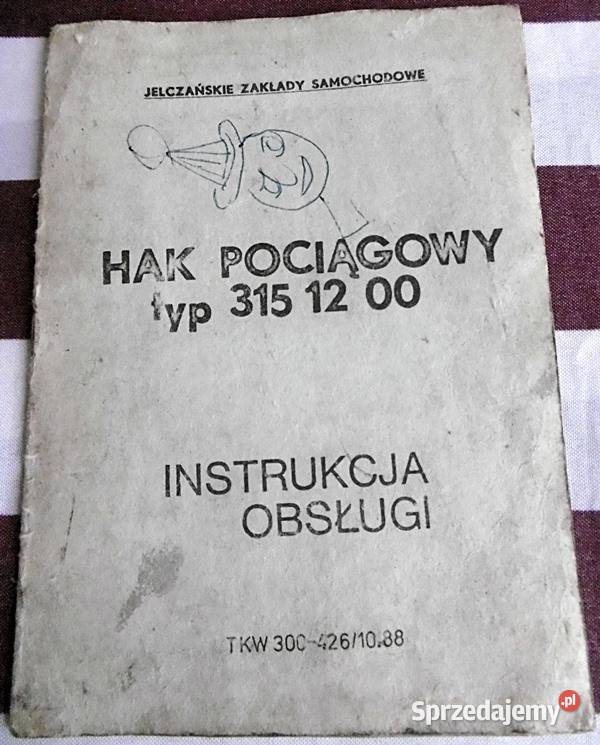 JELCZAŃSKIE ZAKŁADY SAMOCHODOWE
HAK POCIĄGOWY
typ 315 12 00
INSTRUKCJA
OBSŁUGI
TKW 300-426/10.88
Sprzedajemy.pl